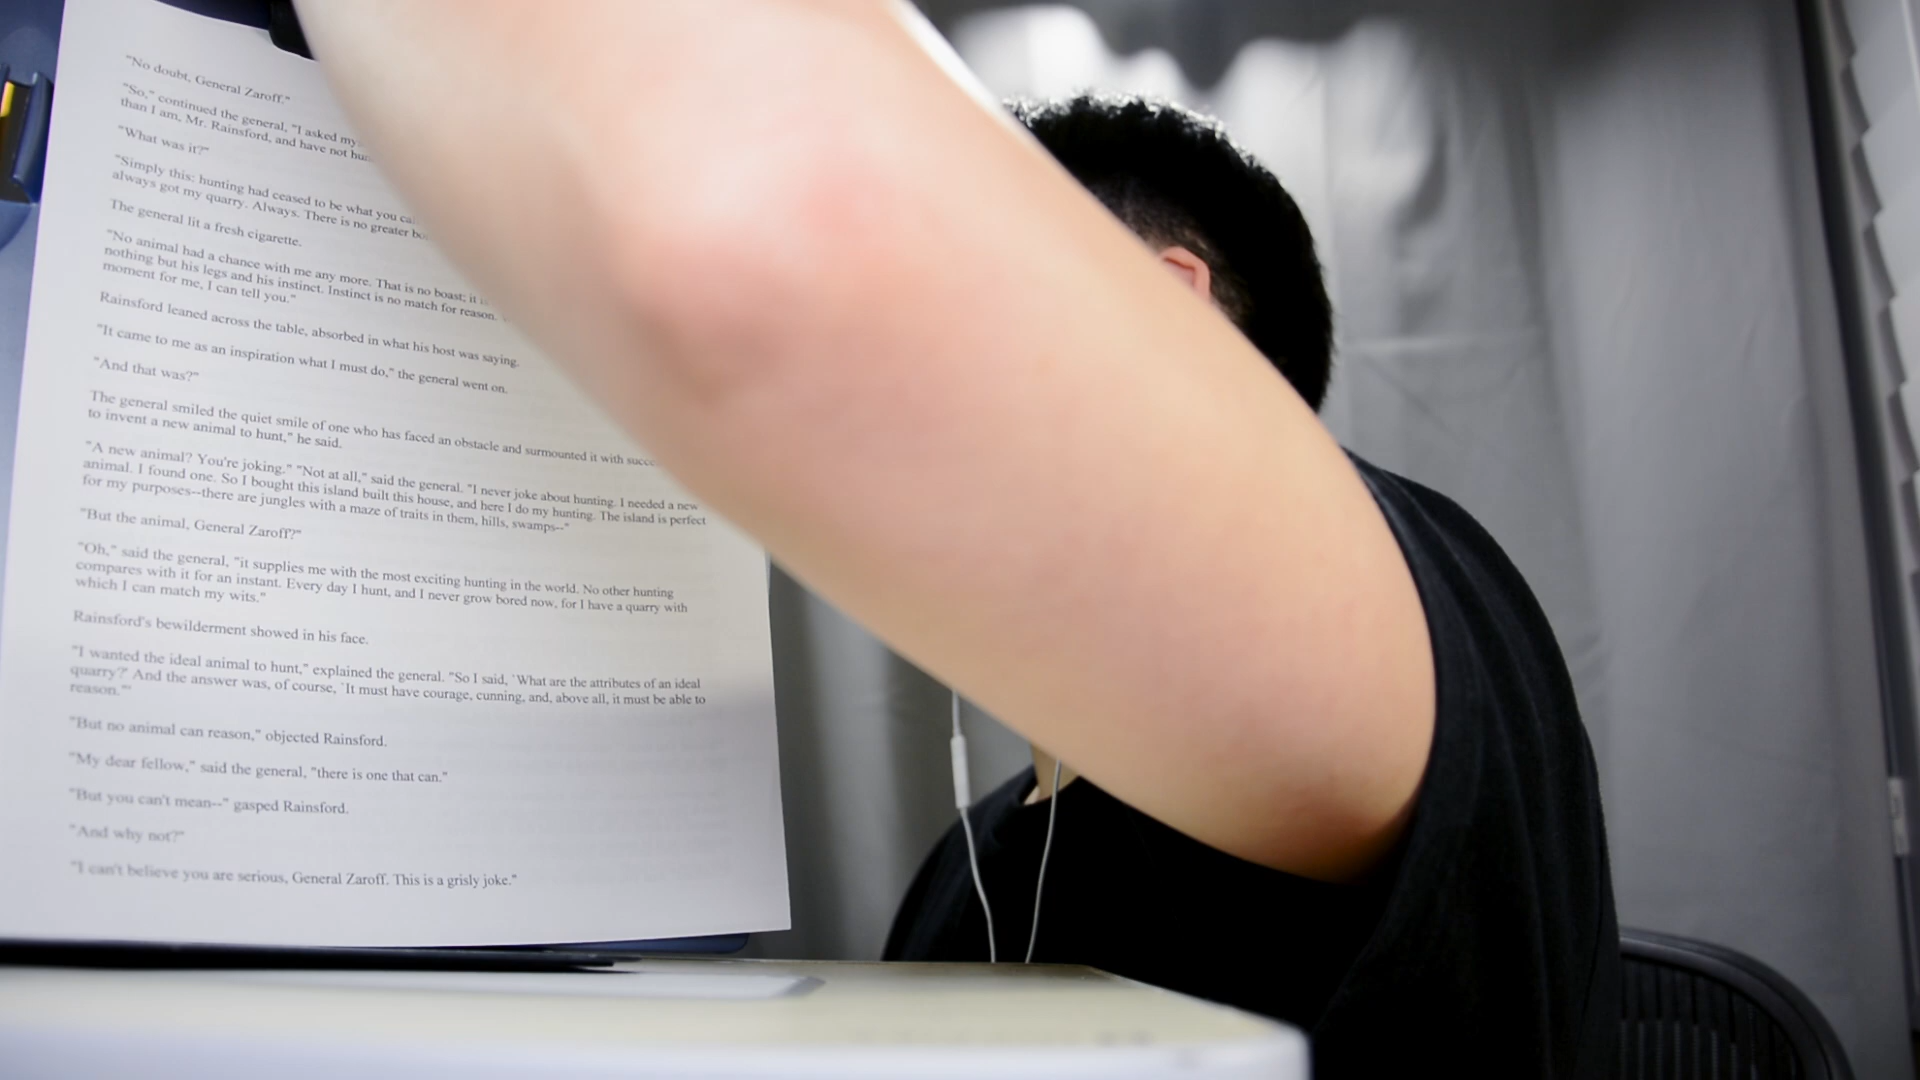 "No doubt, General Zaroff."
"So," continued the general, "I asked my
than I am, Mr. Rainsford, and have not
"What was it?"
"Simply this: hunting had ceased to be what you
always got my quarry. Always. There is no greater
The general lit a fresh cigarette.
"No animal had a chance with me any more. That is no boast; it
nothing but his legs and his instinct. Instinct is no match for reason.
moment for me, I can tell you."
Rainsford leaned across the table, absorbed in what his host was saying.
"It came to me as an inspiration what I must do," the general went on.
"And that was?"
The general smiled the quiet smile of one who has faced an obstacle and surmounted it with
to invent a new animal to hunt," he said.
"A new animal? You're joking." "Not at all," said the general. "I never joke about hunting. I needed a new
animal. I found one. So I bought this island built this house, and here I do my hunting. The island is perfect
for my purposes--there are jungles with a maze of traits in them, hills, swamps--"
"But the animal, General Zaroff?"
"Oh," said the general, "it supplies me with the most exciting hunting in the world. No other hunting
compares with it for an instant. Every day I hunt, and I never grow bored now, for I have a quarry with
which I can match my wits."
Rainsford's bewilderment showed in his face.
"I wanted the ideal animal to hunt," explained the general. "So I said, `What are the attributes of an ideal
quarry?' And the answer was, of course, `It must have courage, cunning, and, above all, it must be able to
reason.'"
"But no animal can reason," objected Rainsford.
"My dear fellow," said the general, "there is one that can."
"But you can't mean--" gasped Rainsford.
"And why not?"
"I can't believe you are serious, General Zaroff. This is a grisly joke."